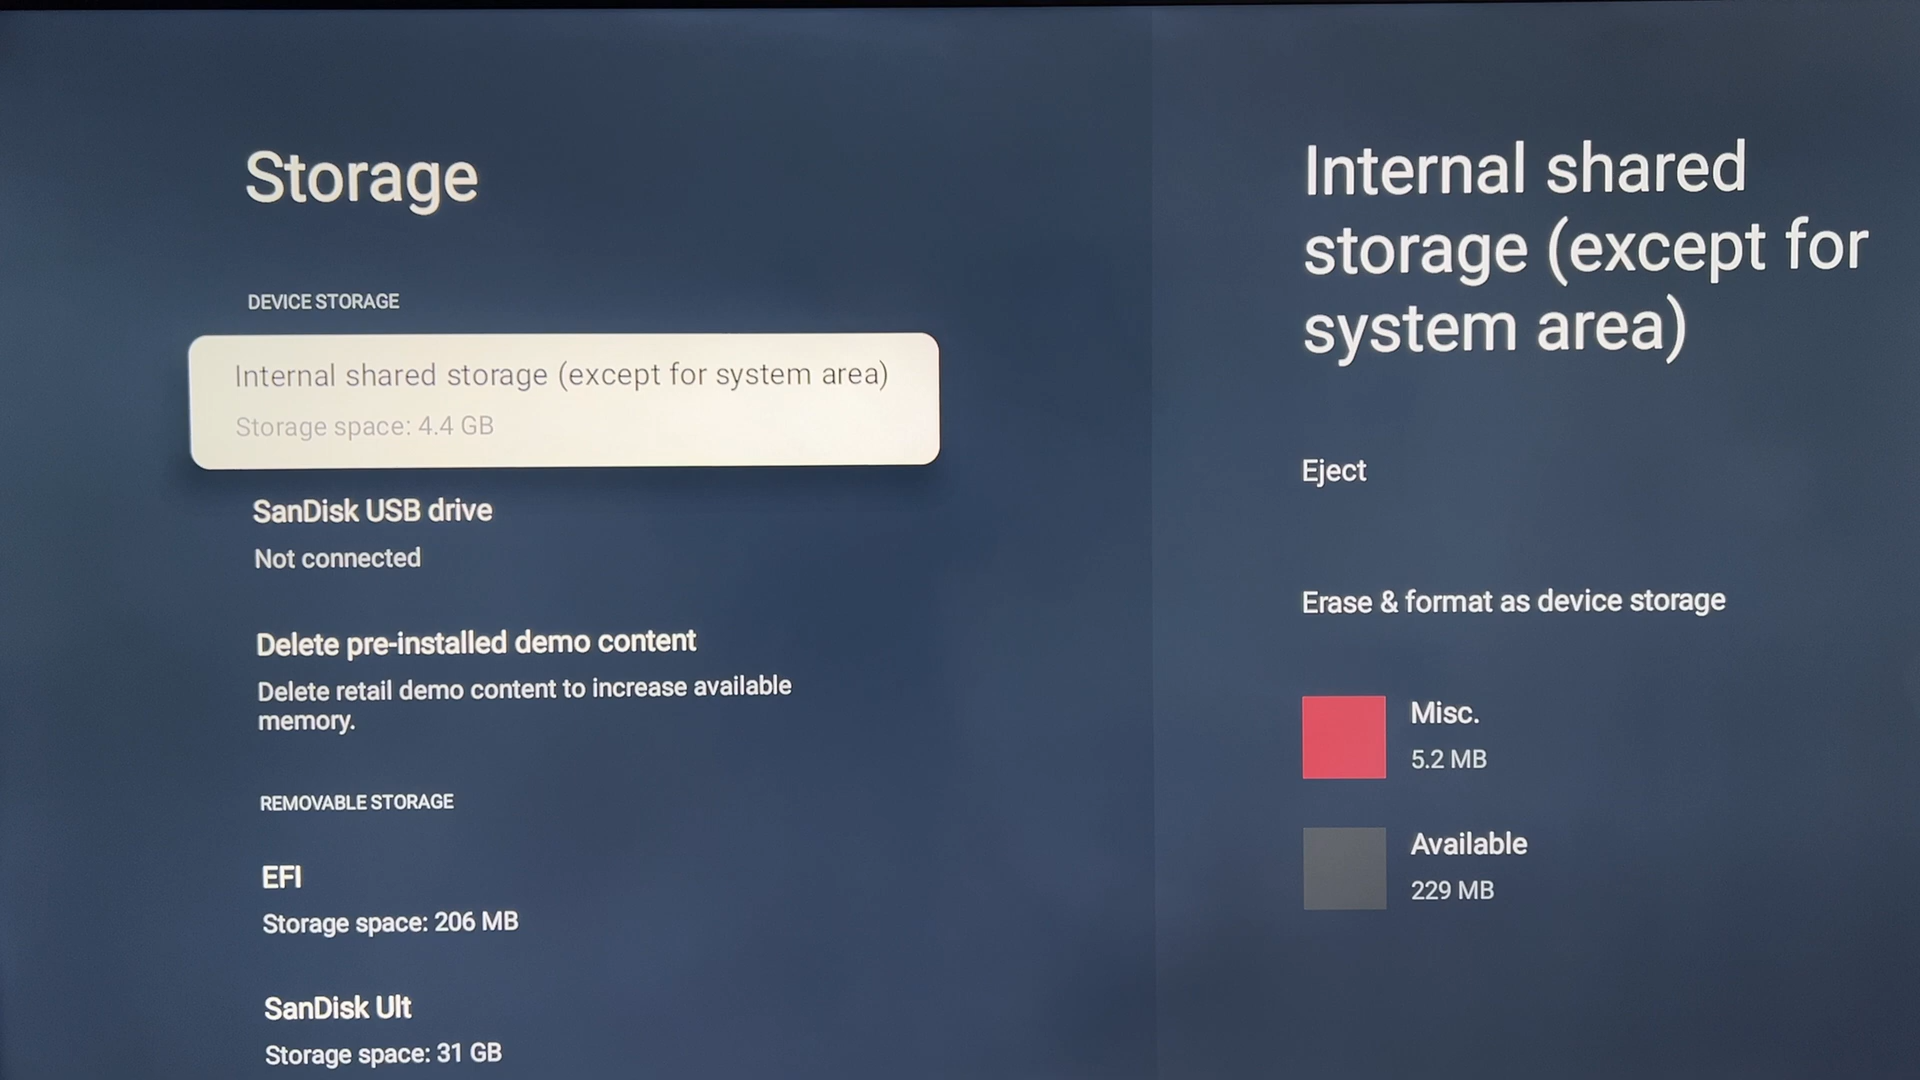 Storage
DEVICE STORAGE
Internal shared storage (except for system area)
Storage space: 4.4 GB
SanDisk USB drive
Not connected
Delete pre-installed demo content
Delete retail demo content to increase available
memory.
REMOVABLE STORAGE
EFI
Storage space: 206 MB
SanDisk Ult
Storage space: 31 GB
Internal shared
storage (except for
system area)
Eject
Erase & format as device storage
Misc.
5.2 MB
Available
229 MB